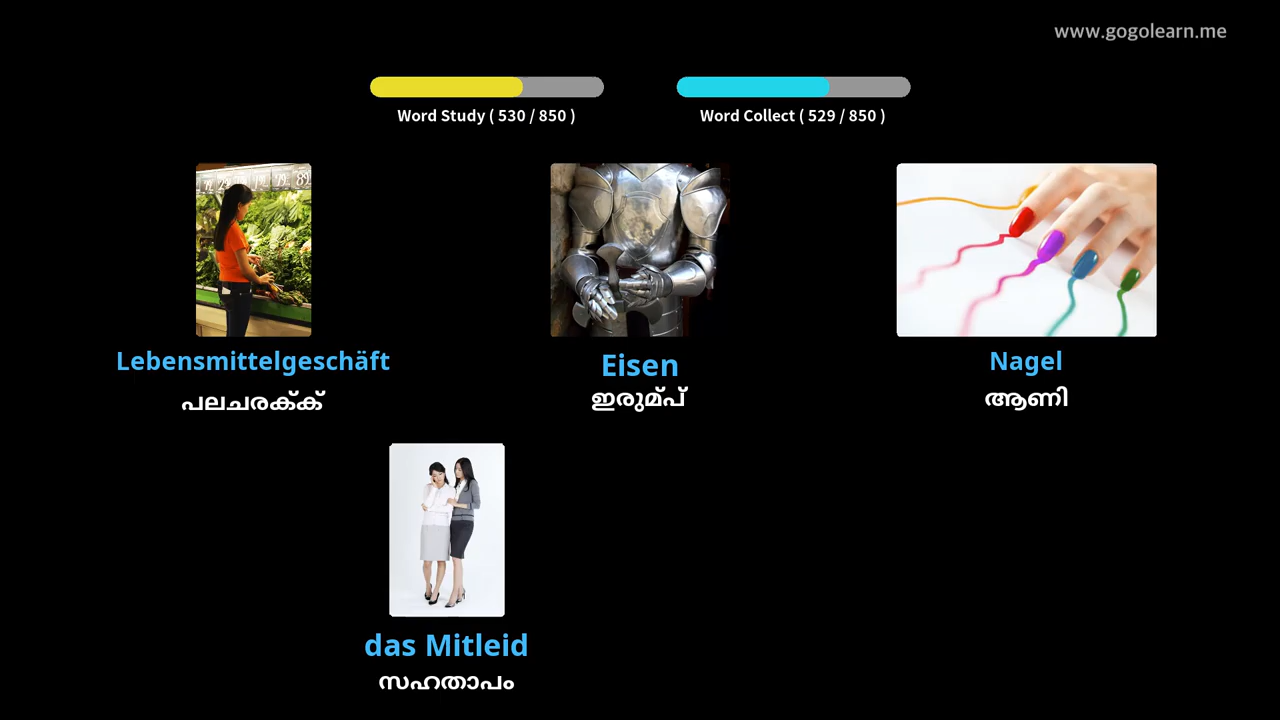 www.gogolearn.me
Word Study ( 530 / 850 )
Word Collect ( 529 / 850 )
Lebensmittelgeschäft
Eisen
Nagel
പലചരക്ക്
ഇരുമ്പ്
ആണി
das Mitleid
സഹതാപം